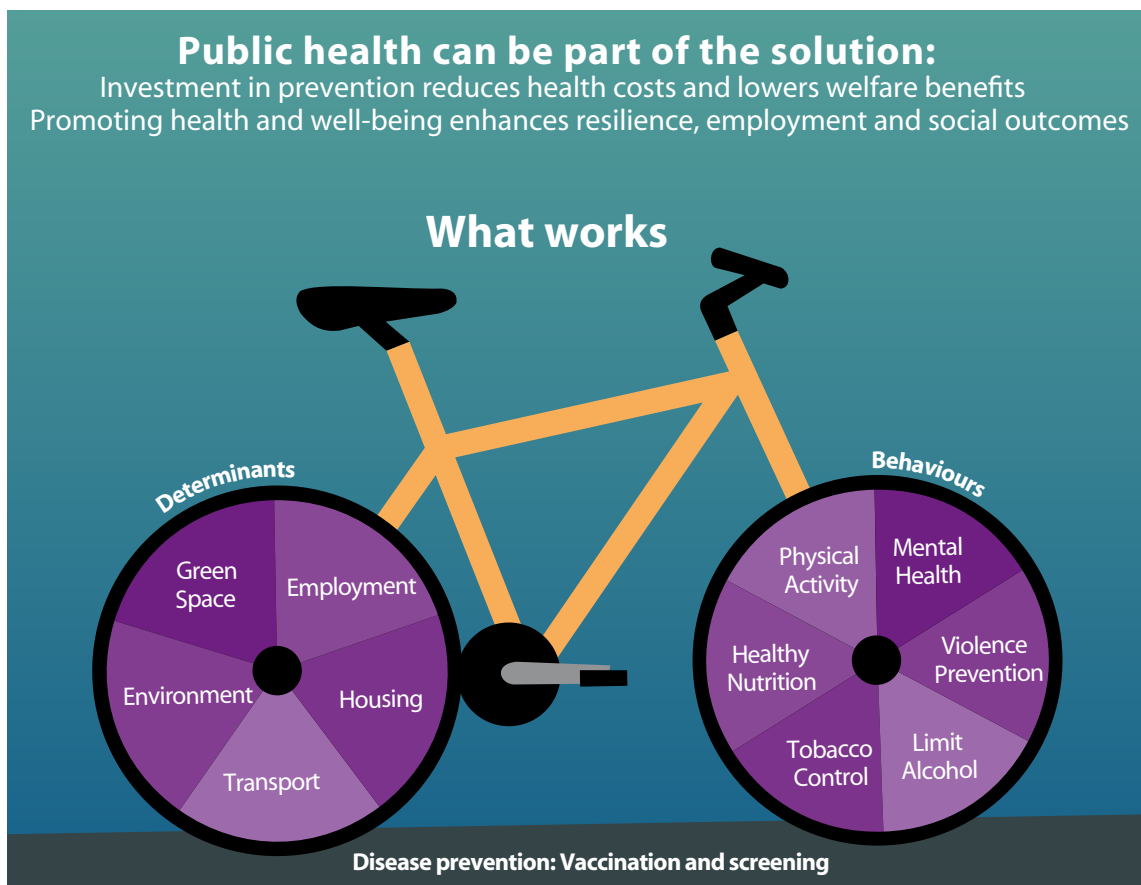 Public health can be part of the solution:
Investment in prevention reduces health costs and lowers welfare benefits
Promoting health and well-being enhances resilience, employment and social outcomes
What works
Determinants
Green
Space
Employment
Environment
Housing
Transport
Behaviours
Physical
Activity
Mental
Health
Healthy
Nutrition
Violence
Prevention
Tobacco
Control
Limit
Alcohol
Disease prevention: Vaccination and screening